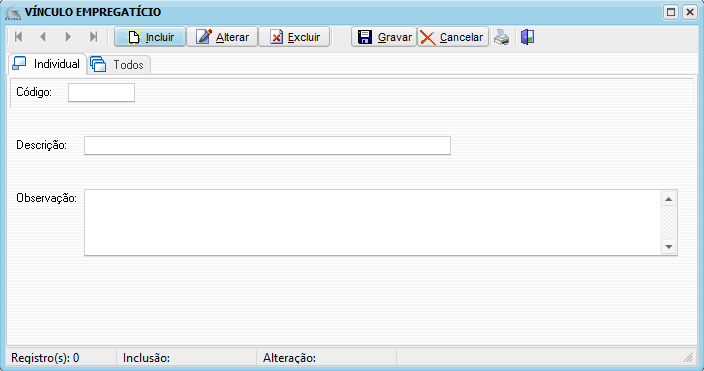 VÍNCULO EMPREGATÍCIO
Incluir Alterar Excluir Gravar Cancelar
Individual Todos
Código:
Descrição:
Observação:
Registro(s): 0 Inclusão: Alteração: